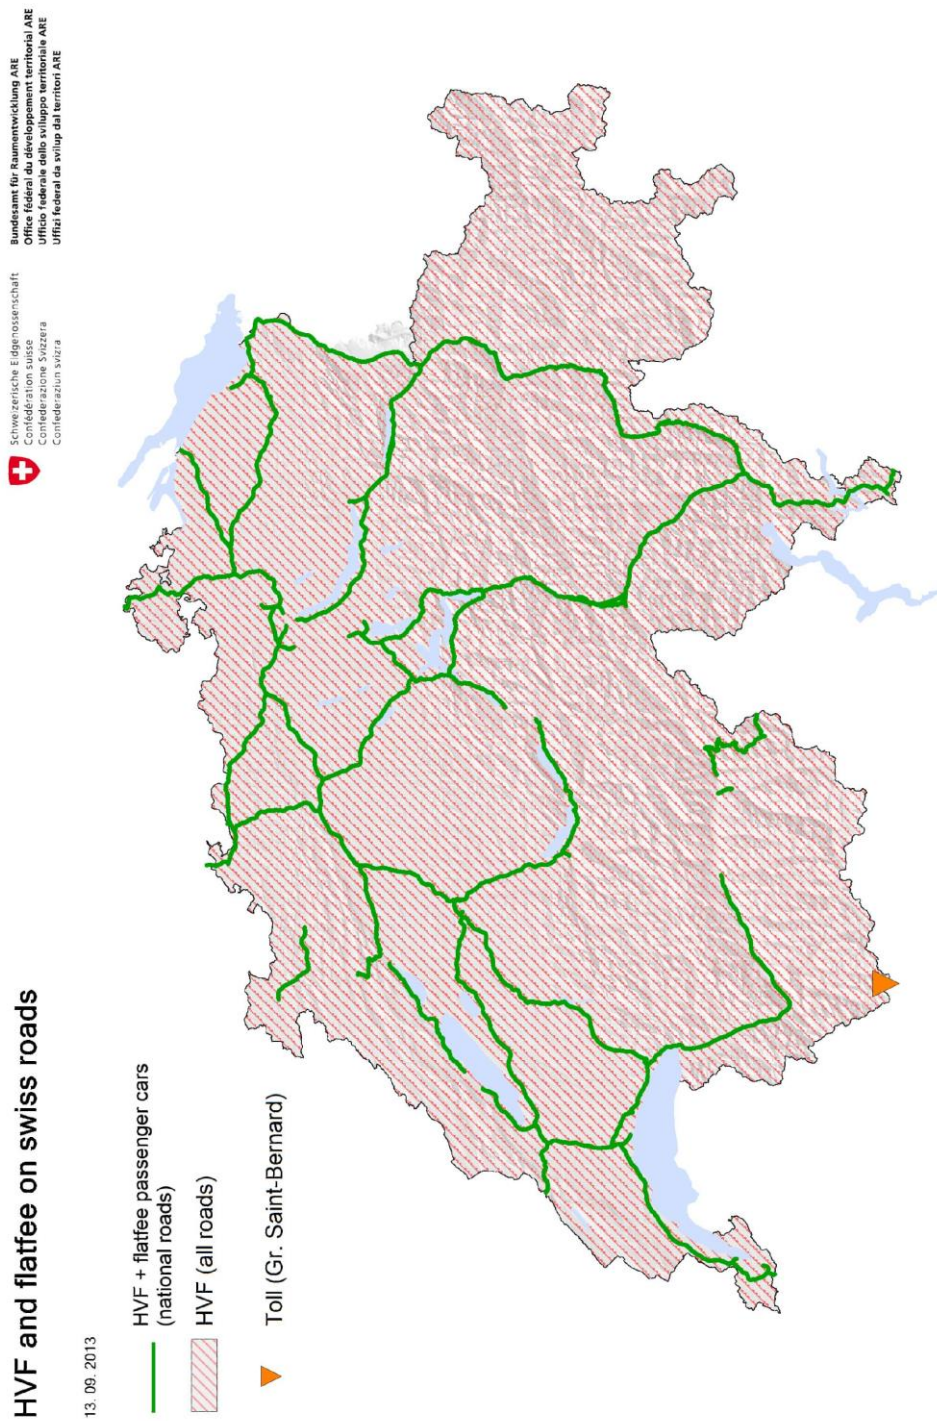 Schweizerische Eidgenossenschaft
Confédération suisse
Confederazione Svizzera
Confederaziun svizra
Bundesamt für Raumentwicklung ARE
Office fédéral du développement territorial ARE
Ufficio federale dello sviluppo territoriale ARE
Uffizi federal da svilup dal territori ARE
HVF and flatfee on swiss roads
13. 09. 2013
HVF + flatfee passenger cars
(national roads)
HVF (all roads)
Toll (Gr. Saint-Bernard)